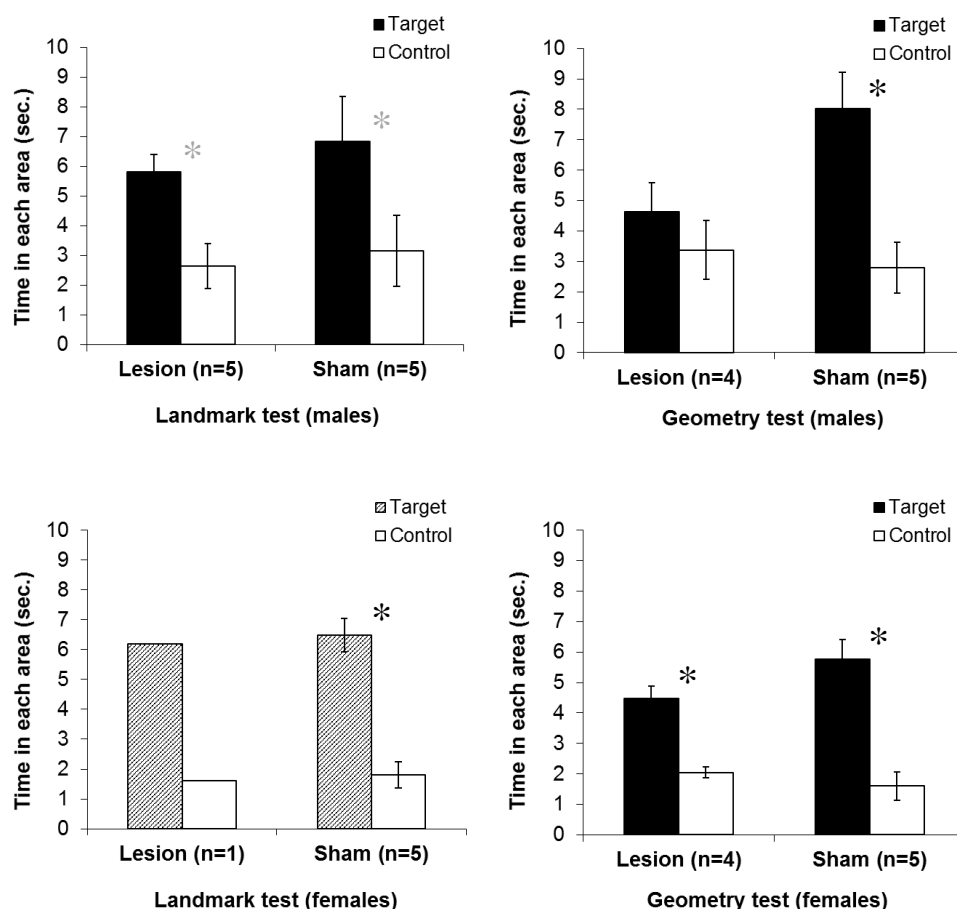 Target
Control
Time in each area (sec.)
10
9
8
7
6
5
4
3
2
1
0
*
*
Lesion (n=5)
Sham (n=5)
Landmark test (males)
Target
Control
Time in each area (sec.)
10
9
8
7
6
5
4
3
2
1
0
*
Lesion (n=4)
Sham (n=5)
Geometry test (males)
Target
Control
Time in each area (sec.)
10
9
8
7
6
5
4
3
2
1
0
*
Lesion (n=1)
Sham (n=5)
Landmark test (females)
Target
Control
Time in each area (sec.)
10
9
8
7
6
5
4
3
2
1
0
*
*
Lesion (n=4)
Sham (n=5)
Geometry test (females)